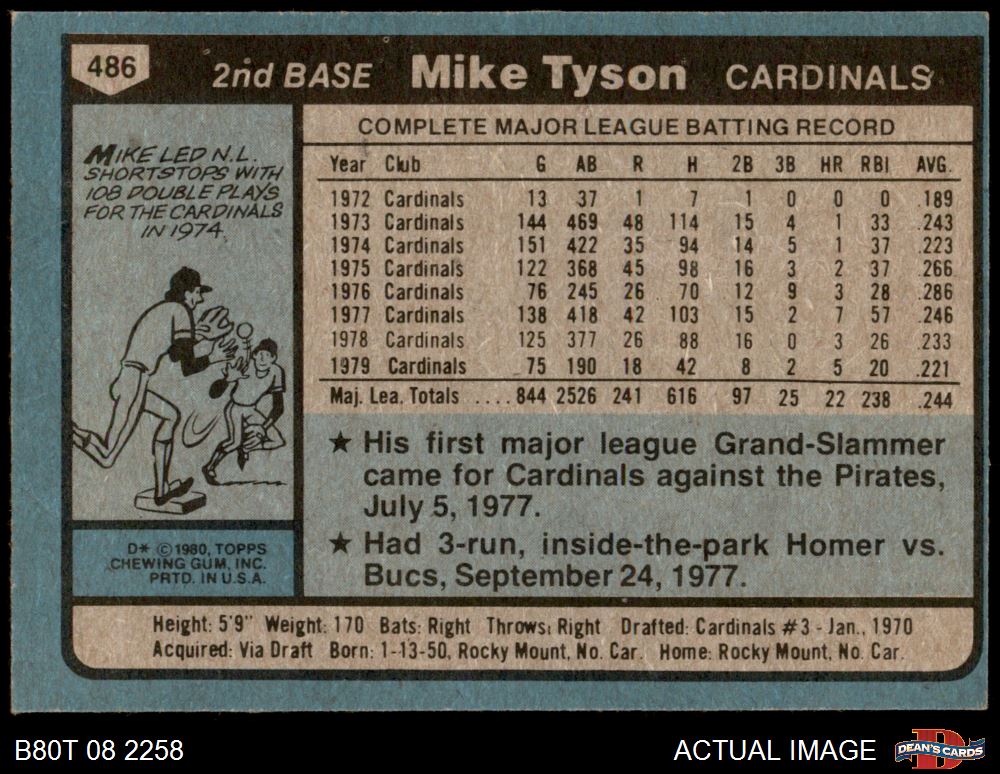 486 2nd BASE Mike Tyson CARDINALS
MIKE LED N.L.
SHORTSTOPS WITH
108 DOUBLE PLAYS
FOR THE CARDINALS
IN 1974.
D* © 1980, TOPPS
CHEWING GUM, INC.
PRTD. IN U.S.A.
COMPLETE MAJOR LEAGUE BATTING RECORD
Year Club G AB R H 2B 3B HR RBI AVG.
1972 Cardinals 13 37 1 7 1 0 0 0 .189
1973 Cardinals 144 469 48 114 15 4 1 33 .243
1974 Cardinals 151 422 35 94 14 5 1 37 .223
1975 Cardinals 122 368 45 98 16 3 2 37 .266
1976 Cardinals 76 245 26 70 12 9 3 28 .286
1977 Cardinals 138 418 42 103 15 2 7 57 .246
1978 Cardinals 125 377 26 88 16 0 3 26 .233
1979 Cardinals 75 190 18 42 8 2 5 20 .221
Maj. Lea. Totals .... 844 2526 241 616 97 25 22 238 .244
★ His first major league Grand-Slammer
came for Cardinals against the Pirates,
July 5, 1977.
★ Had 3-run, inside-the-park Homer vs.
Bucs, September 24, 1977.
Height: 5'9" Weight: 170 Bats: Right Throws: Right Drafted: Cardinals #3 - Jan., 1970
Acquired: Via Draft Born: 1-13-50, Rocky Mount, No. Car. Home: Rocky Mount, No. Car.
B80T 08 2258 ACTUAL IMAGE DEAN'S CARDS